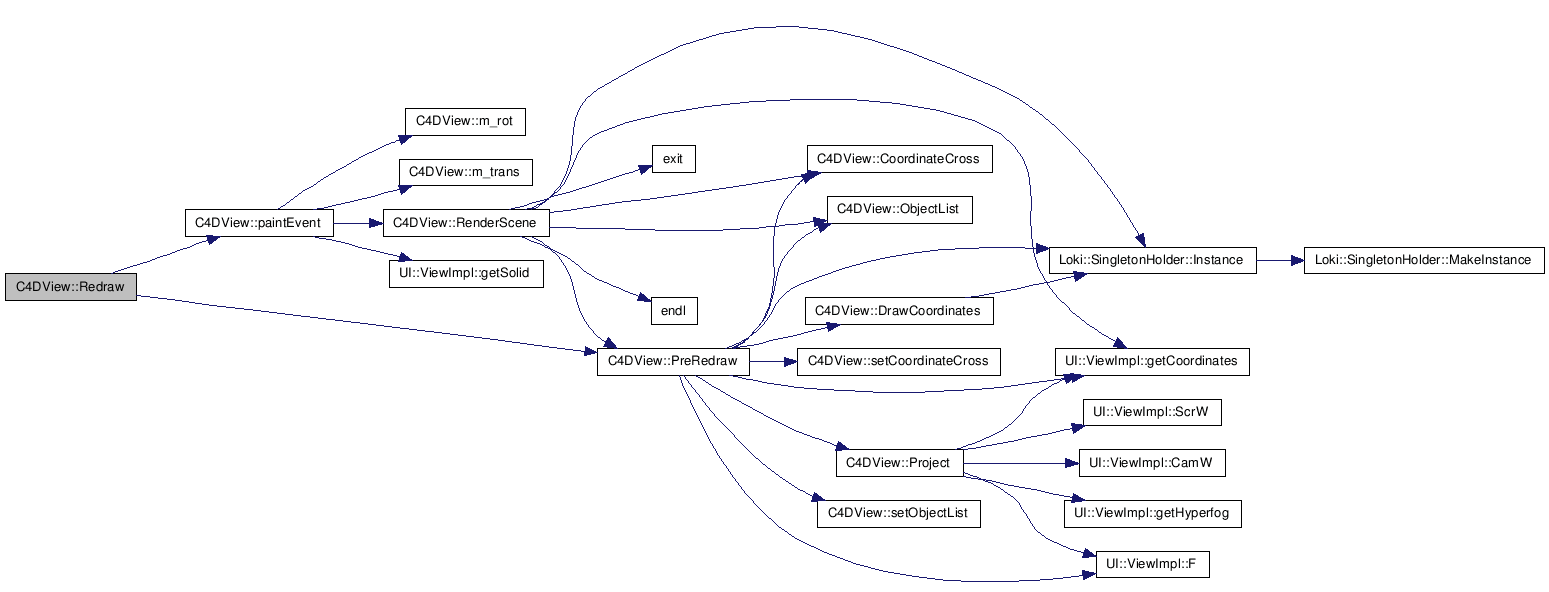 C4DView::m_rot
exit
C4DView::CoordinateCross
C4DView::m_trans
C4DView::ObjectList
C4DView::paintEvent
C4DView::RenderScene
Loki::SingletonHolder::Instance
Loki::SingletonHolder::MakeInstance
UI::ViewImpl::getSolid
C4DView::Redraw
endl
C4DView::DrawCoordinates
C4DView::PreRedraw
C4DView::setCoordinateCross
UI::ViewImpl::getCoordinates
UI::ViewImpl::ScrW
C4DView::Project
UI::ViewImpl::CamW
C4DView::setObjectList
UI::ViewImpl::getHyperfog
UI::ViewImpl::F